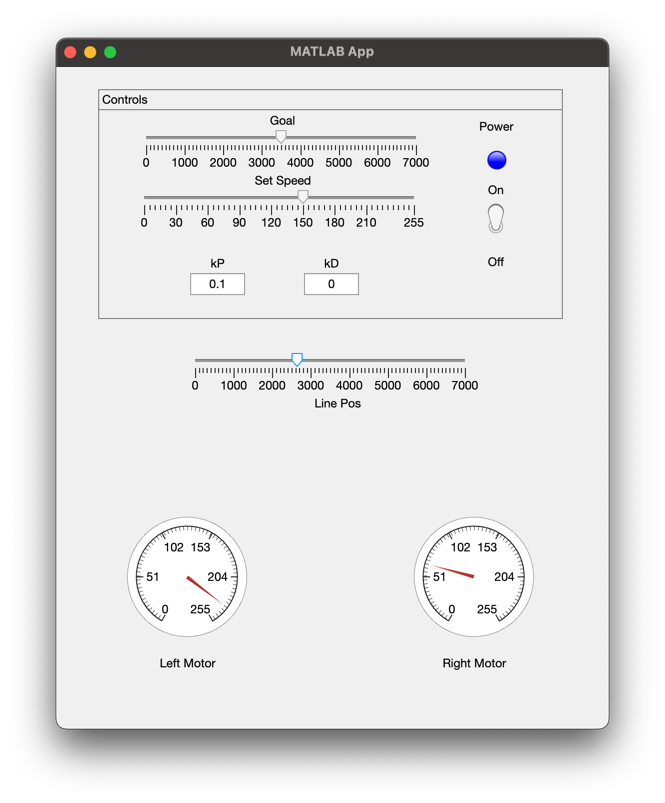 MATLAB App
Controls
Goal
0 1000 2000 3000 4000 5000 6000 7000
Power
Set Speed
0 30 60 90 120 150 180 210 255
On
Off
kP
kD
0.1
0
0 1000 2000 3000 4000 5000 6000 7000
Line Pos
102 153
51 204
0 255
Left Motor
102 153
51 204
0 255
Right Motor